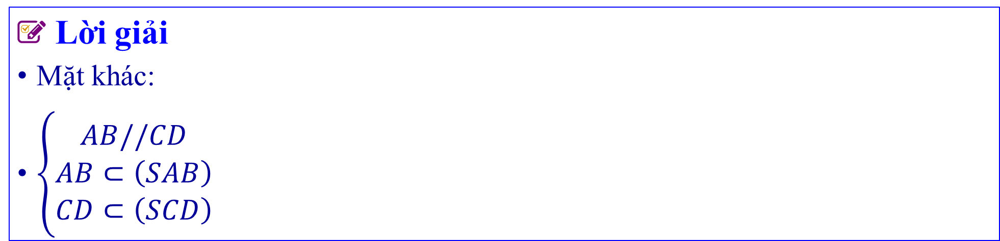 Lời giải
• Mặt khác:
• { AB//CD
AB ⊂ (SAB)
CD ⊂ (SCD)